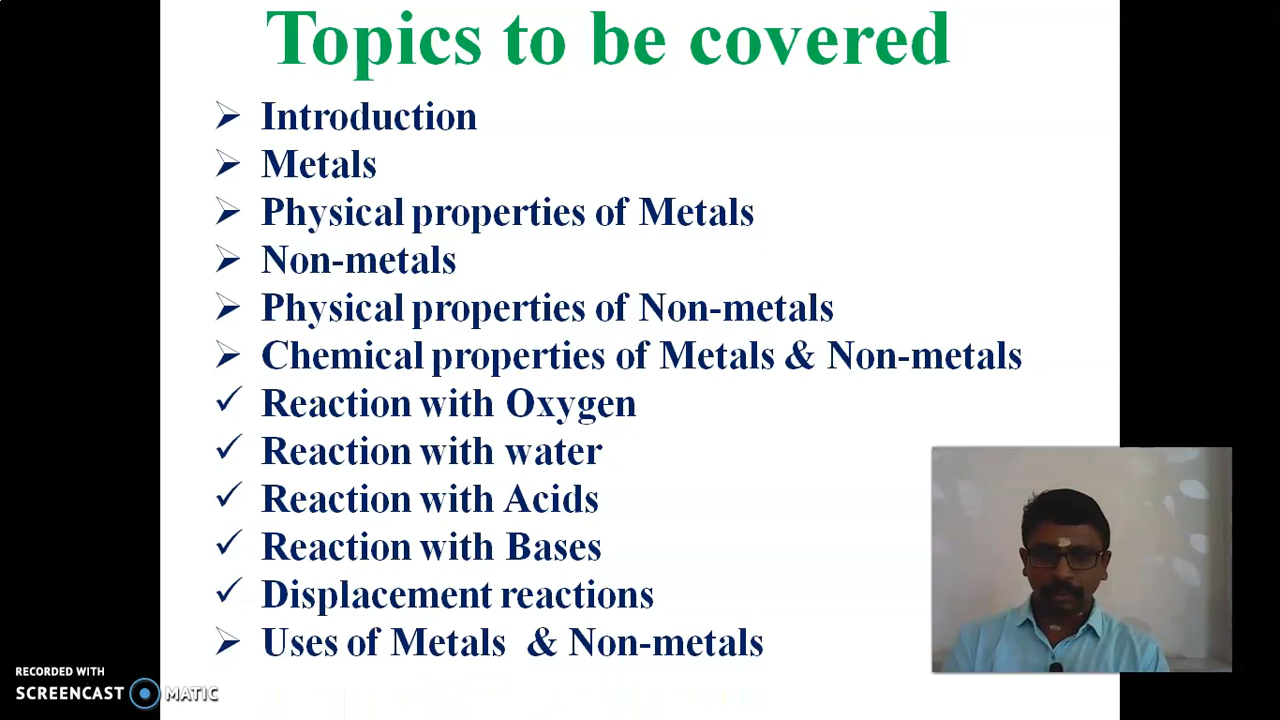 Topics to be covered
Introduction
Metals
Physical properties of Metals
Non-metals
Physical properties of Non-metals
Chemical properties of Metals & Non-metals
Reaction with Oxygen
Reaction with water
Reaction with Acids
Reaction with Bases
Displacement reactions
Uses of Metals & Non-metals
RECORDED WITH
SCREENCAST MATIC